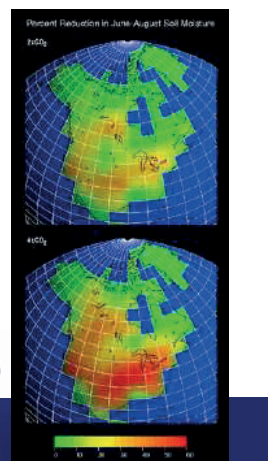 Percent Reduction in June-August Soil Moisture
2xCO₂
4xCO₂
0 10 20 30 40 50 60